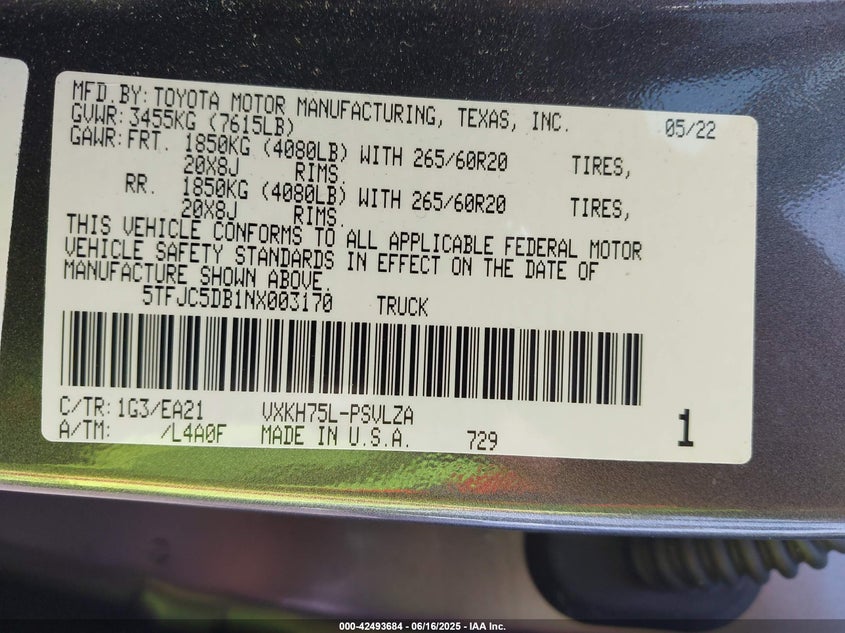 MFD.BY:TOYOTA MOTOR MANUFACTURING, TEXAS, INC. 05/22
GVWR:3455KG (7615LB)
GAWR:FRT. 1850KG (4080LB) WITH 265/60R20 TIRES,
20X8J RIMS.
RR. 1850KG (4080LB) WITH 265/60R20 TIRES,
20X8J RIMS.
THIS VEHICLE CONFORMS TO ALL APPLICABLE FEDERAL MOTOR
VEHICLE SAFETY STANDARDS IN EFFECT ON THE DATE OF
MANUFACTURE SHOWN ABOVE.
5TFJC5DB1NX003170 TRUCK
C/TR:1G3/EA21 VXKH75L-PSVLZA
A/TM: /L4A0F MADE IN U.S.A. 729 1
000-42493684 - 06/16/2025 - IAA Inc.